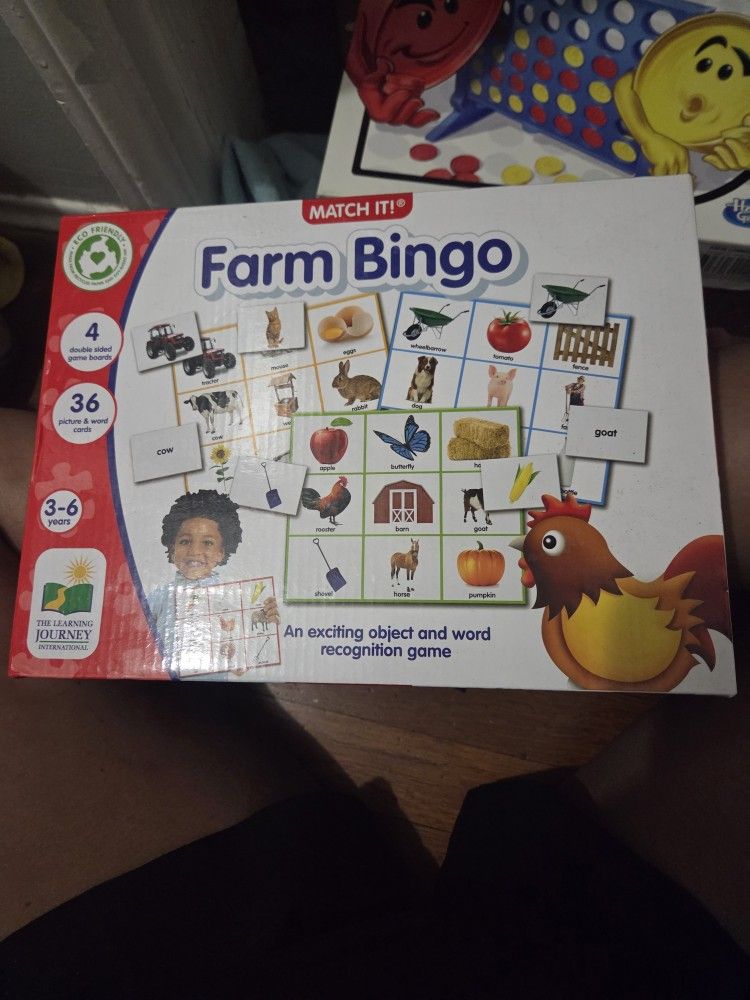 MATCH IT!®
Farm Bingo
ECO FRIENDLY
4
double sided
game boards
36
picture & word
cards
3-6
years
THE LEARNING
JOURNEY
INTERNATIONAL
tractor
mouse
eggs
cow
rabbit
wheelbarrow
tomato
fence
dog
cow
goat
apple
butterfly
rooster
barn
goat
shovel
horse
pumpkin
An exciting object and word
recognition game